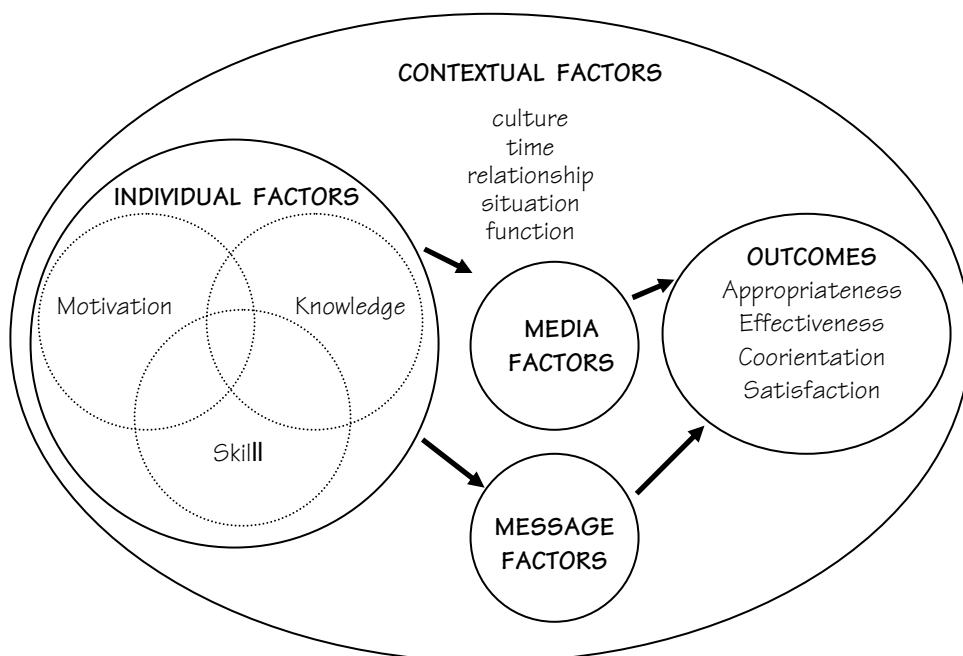 CONTEXTUAL FACTORS
culture
time
relationship
situation
function
INDIVIDUAL FACTORS
Motivation
Knowledge
Skilll
MEDIA
FACTORS
MESSAGE
FACTORS
OUTCOMES
Appropriateness
Effectiveness
Coorientation
Satisfaction